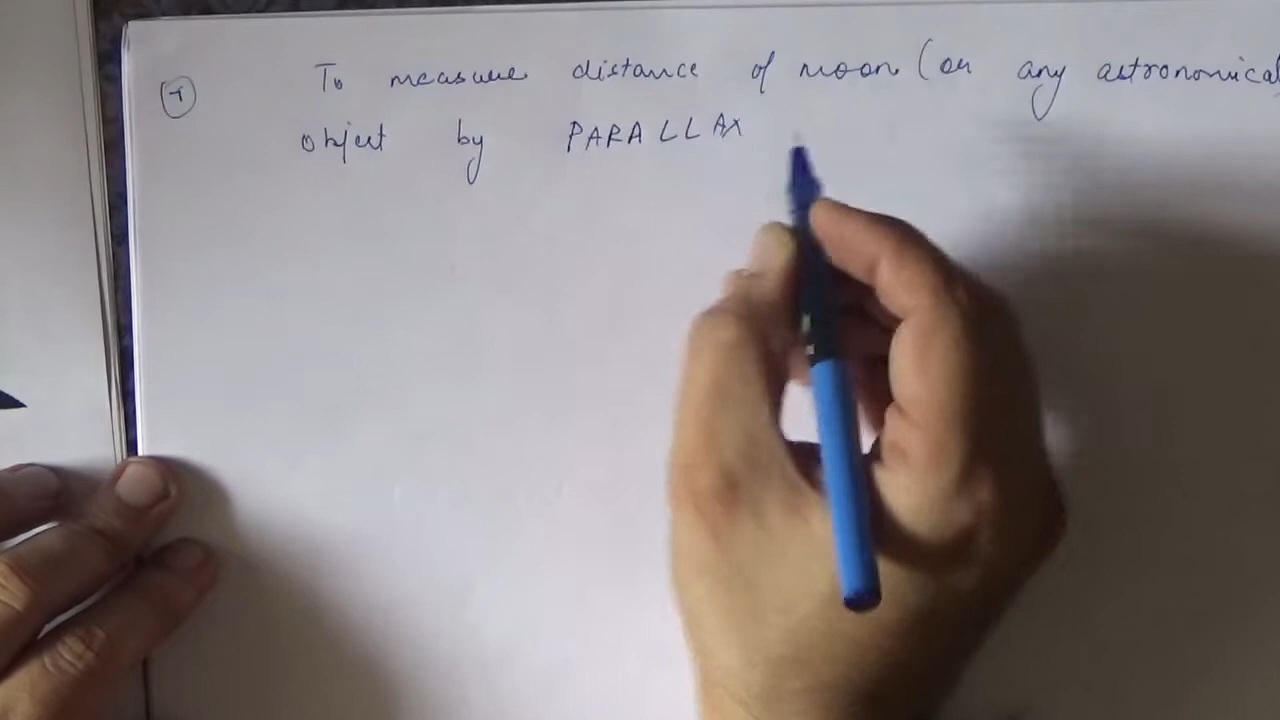 I To measure distance of moon (or any astronomical
object by PARALLAX